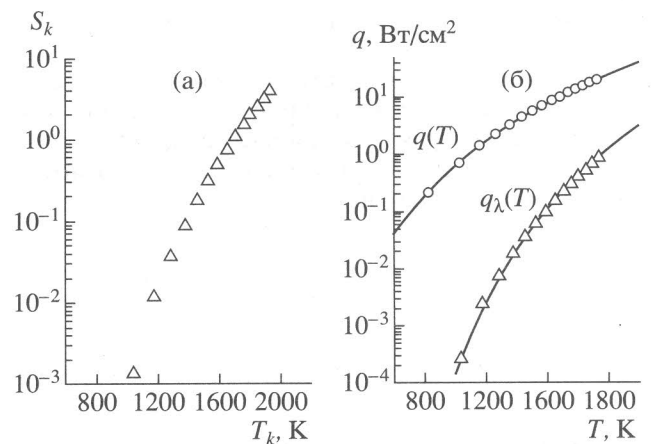 S_k
10^1
10^0
10^{-1}
10^{-2}
10^{-3}
(а)
800 1200 1600 2000
T_k, K
q, Вт/см^2
10^1
10^0
10^{-1}
10^{-2}
10^{-3}
10^{-4}
(б)
q(T)
q_λ(T)
800 1200 1800
T, K